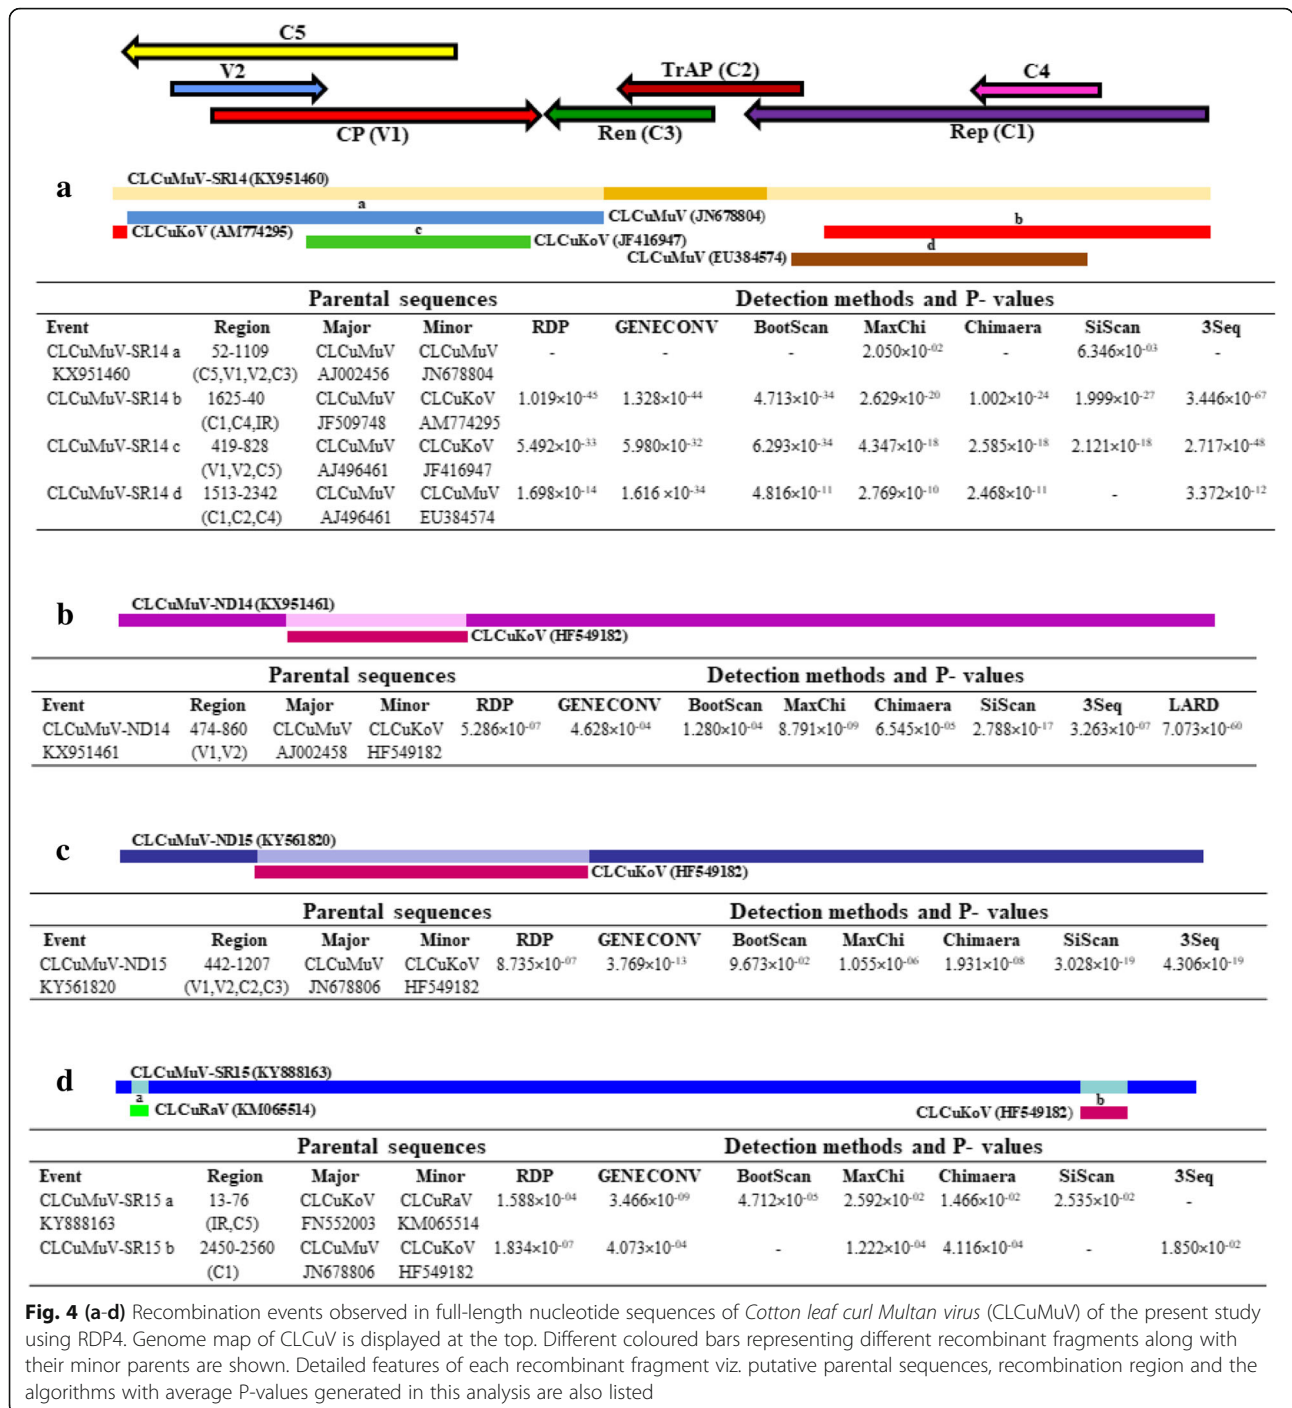 C5
V2
TrAP (C2)
C4
CP (V1)
Ren (C3)
Rep (C1)
a
CLCuMuV-SR14 (KX951460)
a
CLCuMuV (JN678804)
b
CLCuKoV (AM774295)
c
CLCuKoV (JF416947)
d
CLCuMuV (EU384574)
Parental sequences Detection methods and P- values
Event Region Major Minor RDP GENECONV BootScan MaxChi Chimaera SiScan 3Seq
CLCuMuV-SR14 a 52-1109 CLCuMuV CLCuMuV - - - 2.050×10⁻⁰² - 6.346×10⁻⁰³ -
KX951460 (C5,V1,V2,C3) AJ002456 JN678804
CLCuMuV-SR14 b 1625-40 CLCuMuV CLCuKoV 1.019×10⁻⁴⁵ 1.328×10⁻⁴⁴ 4.713×10⁻³⁴ 2.629×10⁻²⁰ 1.002×10⁻²⁴ 1.999×10⁻²⁷ 3.446×10⁻⁶⁷
(C1,C4,IR) JF509748 AM774295
CLCuMuV-SR14 c 419-828 CLCuMuV CLCuKoV 5.492×10⁻³³ 5.980×10⁻³² 6.293×10⁻³⁴ 4.347×10⁻¹⁸ 2.585×10⁻¹⁸ 2.121×10⁻¹⁸ 2.717×10⁻⁴⁸
(V1,V2,C5) AJ496461 JF416947
CLCuMuV-SR14 d 1513-2342 CLCuMuV CLCuMuV 1.698×10⁻¹⁴ 1.616 ×10⁻³⁴ 4.816×10⁻¹¹ 2.769×10⁻¹⁰ 2.468×10⁻¹¹ - 3.372×10⁻¹²
(C1,C2,C4) AJ496461 EU384574
b
CLCuMuV-ND14 (KX951461)
CLCuKoV (HF549182)
Parental sequences Detection methods and P- values
Event Region Major Minor RDP GENECONV BootScan MaxChi Chimaera SiScan 3Seq LARD
CLCuMuV-ND14 474-860 CLCuMuV CLCuKoV 5.286×10⁻⁰⁷ 4.628×10⁻⁰⁴ 1.280×10⁻⁰⁴ 8.791×10⁻⁰⁹ 6.545×10⁻⁰⁵ 2.788×10⁻¹⁷ 3.263×10⁻⁰⁷ 7.073×10⁻⁶⁰
KX951461 (V1,V2) AJ002458 HF549182
c
CLCuMuV-ND15 (KY561820)
CLCuKoV (HF549182)
Parental sequences Detection methods and P- values
Event Region Major Minor RDP GENECONV BootScan MaxChi Chimaera SiScan 3Seq
CLCuMuV-ND15 442-1207 CLCuMuV CLCuKoV 8.735×10⁻⁰⁷ 3.769×10⁻¹³ 9.673×10⁻⁰² 1.055×10⁻⁰⁶ 1.931×10⁻⁰⁸ 3.028×10⁻¹⁹ 4.306×10⁻¹⁹
KY561820 (V1,V2,C2,C3) JN678806 HF549182
d
CLCuMuV-SR15 (KY888163)
a
CLCuRaV (KM065514)
b
CLCuKoV (HF549182)
Parental sequences Detection methods and P- values
Event Region Major Minor RDP GENECONV BootScan MaxChi Chimaera SiScan 3Seq
CLCuMuV-SR15 a 13-76 CLCuKoV CLCuRaV 1.588×10⁻⁰⁴ 3.466×10⁻⁰⁹ 4.712×10⁻⁰⁵ 2.592×10⁻⁰² 1.466×10⁻⁰² 2.535×10⁻⁰² -
KY888163 (IR,C5) FN552003 KM065514
CLCuMuV-SR15 b 2450-2560 CLCuMuV CLCuKoV 1.834×10⁻⁰⁷ 4.073×10⁻⁰⁴ - 1.222×10⁻⁰⁴ 4.116×10⁻⁰⁴ - 1.850×10⁻⁰²
(C1) JN678806 HF549182
Fig. 4 (a-d) Recombination events observed in full-length nucleotide sequences of Cotton leaf curl Multan virus (CLCuMuV) of the present study
using RDP4. Genome map of CLCuV is displayed at the top. Different coloured bars representing different recombinant fragments along with
their minor parents are shown. Detailed features of each recombinant fragment viz. putative parental sequences, recombination region and the
algorithms with average P-values generated in this analysis are also listed